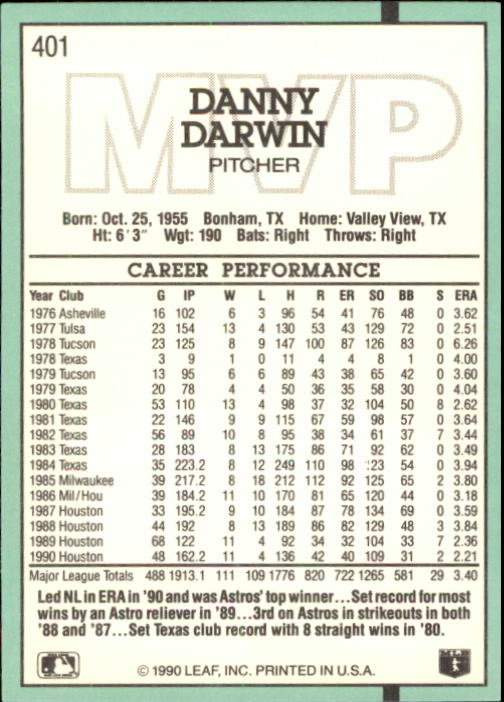 401
MVP
DANNY
DARWIN
PITCHER
Born: Oct. 25, 1955 Bonham, TX Home: Valley View, TX
Ht: 6'3" Wgt: 190 Bats: Right Throws: Right
CAREER PERFORMANCE
Year Club G IP W L H R ER SO BB S ERA
1976 Asheville 16 102 6 3 96 54 41 76 48 0 3.62
1977 Tulsa 23 154 13 4 130 53 43 129 72 0 2.51
1978 Tucson 23 125 8 9 147 100 87 126 83 0 6.26
1978 Texas 3 9 1 0 11 4 4 8 1 0 4.00
1979 Tucson 13 95 6 6 89 43 38 65 42 0 3.60
1979 Texas 20 78 4 4 50 36 35 58 30 0 4.04
1980 Texas 53 110 13 4 98 37 32 104 50 8 2.62
1981 Texas 22 146 9 9 115 67 59 98 57 0 3.64
1982 Texas 56 89 10 8 95 38 34 61 37 7 3.44
1983 Texas 28 183 8 13 175 86 71 92 62 0 3.49
1984 Texas 35 223.2 8 12 249 110 98 123 54 0 3.94
1985 Milwaukee 39 217.2 8 18 212 112 92 125 65 2 3.80
1986 Mil/Hou 39 184.2 11 10 170 81 65 120 44 0 3.18
1987 Houston 33 195.2 9 10 184 87 78 134 69 0 3.59
1988 Houston 44 192 8 13 189 86 82 129 48 3 3.84
1989 Houston 68 122 11 4 92 34 32 104 33 7 2.36
1990 Houston 48 162.2 11 4 136 42 40 109 31 2 2.21
Major League Totals 488 1913.1 111 109 1776 820 722 1265 581 29 3.40
Led NL in ERA in '90 and was Astros' top winner...Set record for most
wins by an Astro reliever in '89...3rd on Astros in strikeouts in both
'88 and '87...Set Texas club record with 8 straight wins in '80.
© 1990 LEAF, INC. PRINTED IN U.S.A.